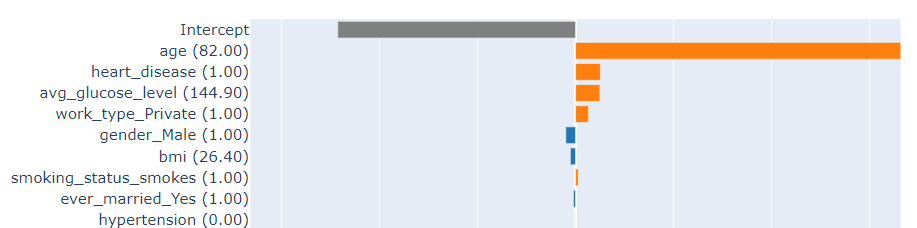 Intercept
age (82.00)
heart_disease (1.00)
avg_glucose_level (144.90)
work_type_Private (1.00)
gender_Male (1.00)
bmi (26.40)
smoking_status_smokes (1.00)
ever_married_Yes (1.00)
hypertension (0.00)